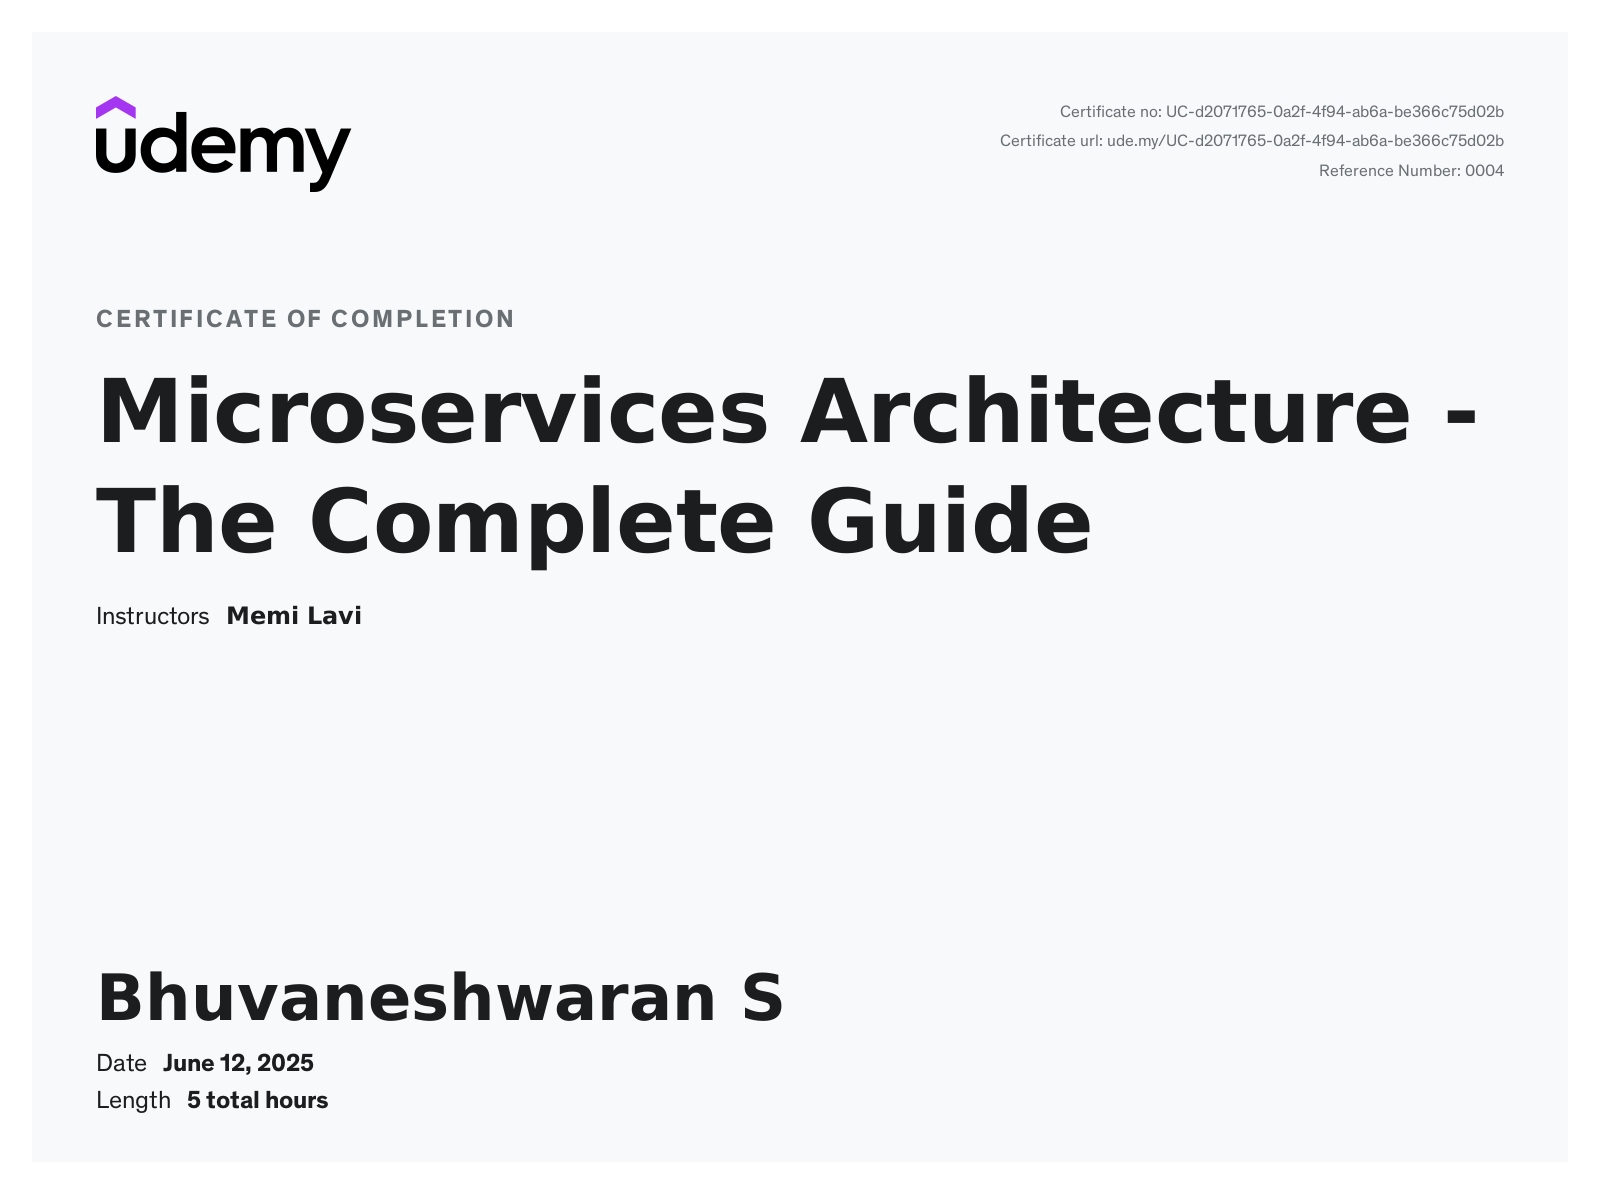 udemy
Certificate no: UC-d2071765-0a2f-4f94-ab6a-be366c75d02b
Certificate url: ude.my/UC-d2071765-0a2f-4f94-ab6a-be366c75d02b
Reference Number: 0004
CERTIFICATE OF COMPLETION
Microservices Architecture -
The Complete Guide
Instructors Memi Lavi
Bhuvaneshwaran S
Date June 12, 2025
Length 5 total hours